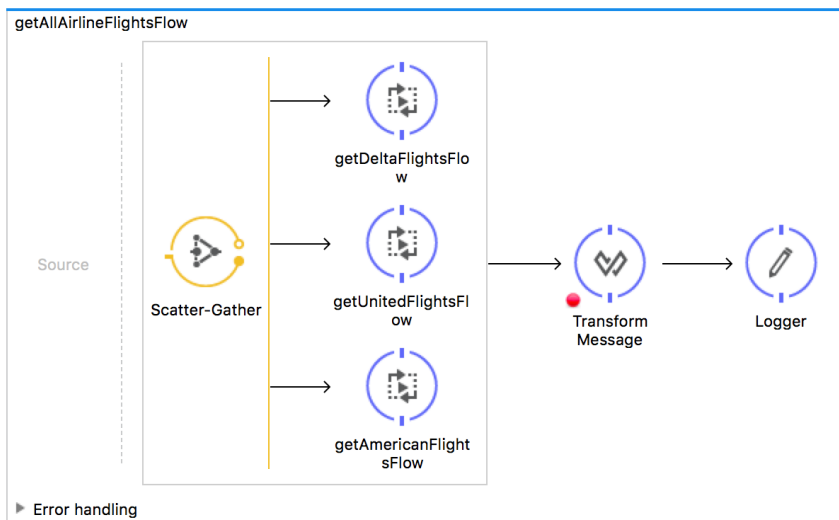 getAllAirlineFlightsFlow
getDeltaFlightsFlo
w
Source
Scatter-Gather
getUnitedFlightsFl
ow
Transform
Message
Logger
getAmericanFlight
sFlow
Error handling